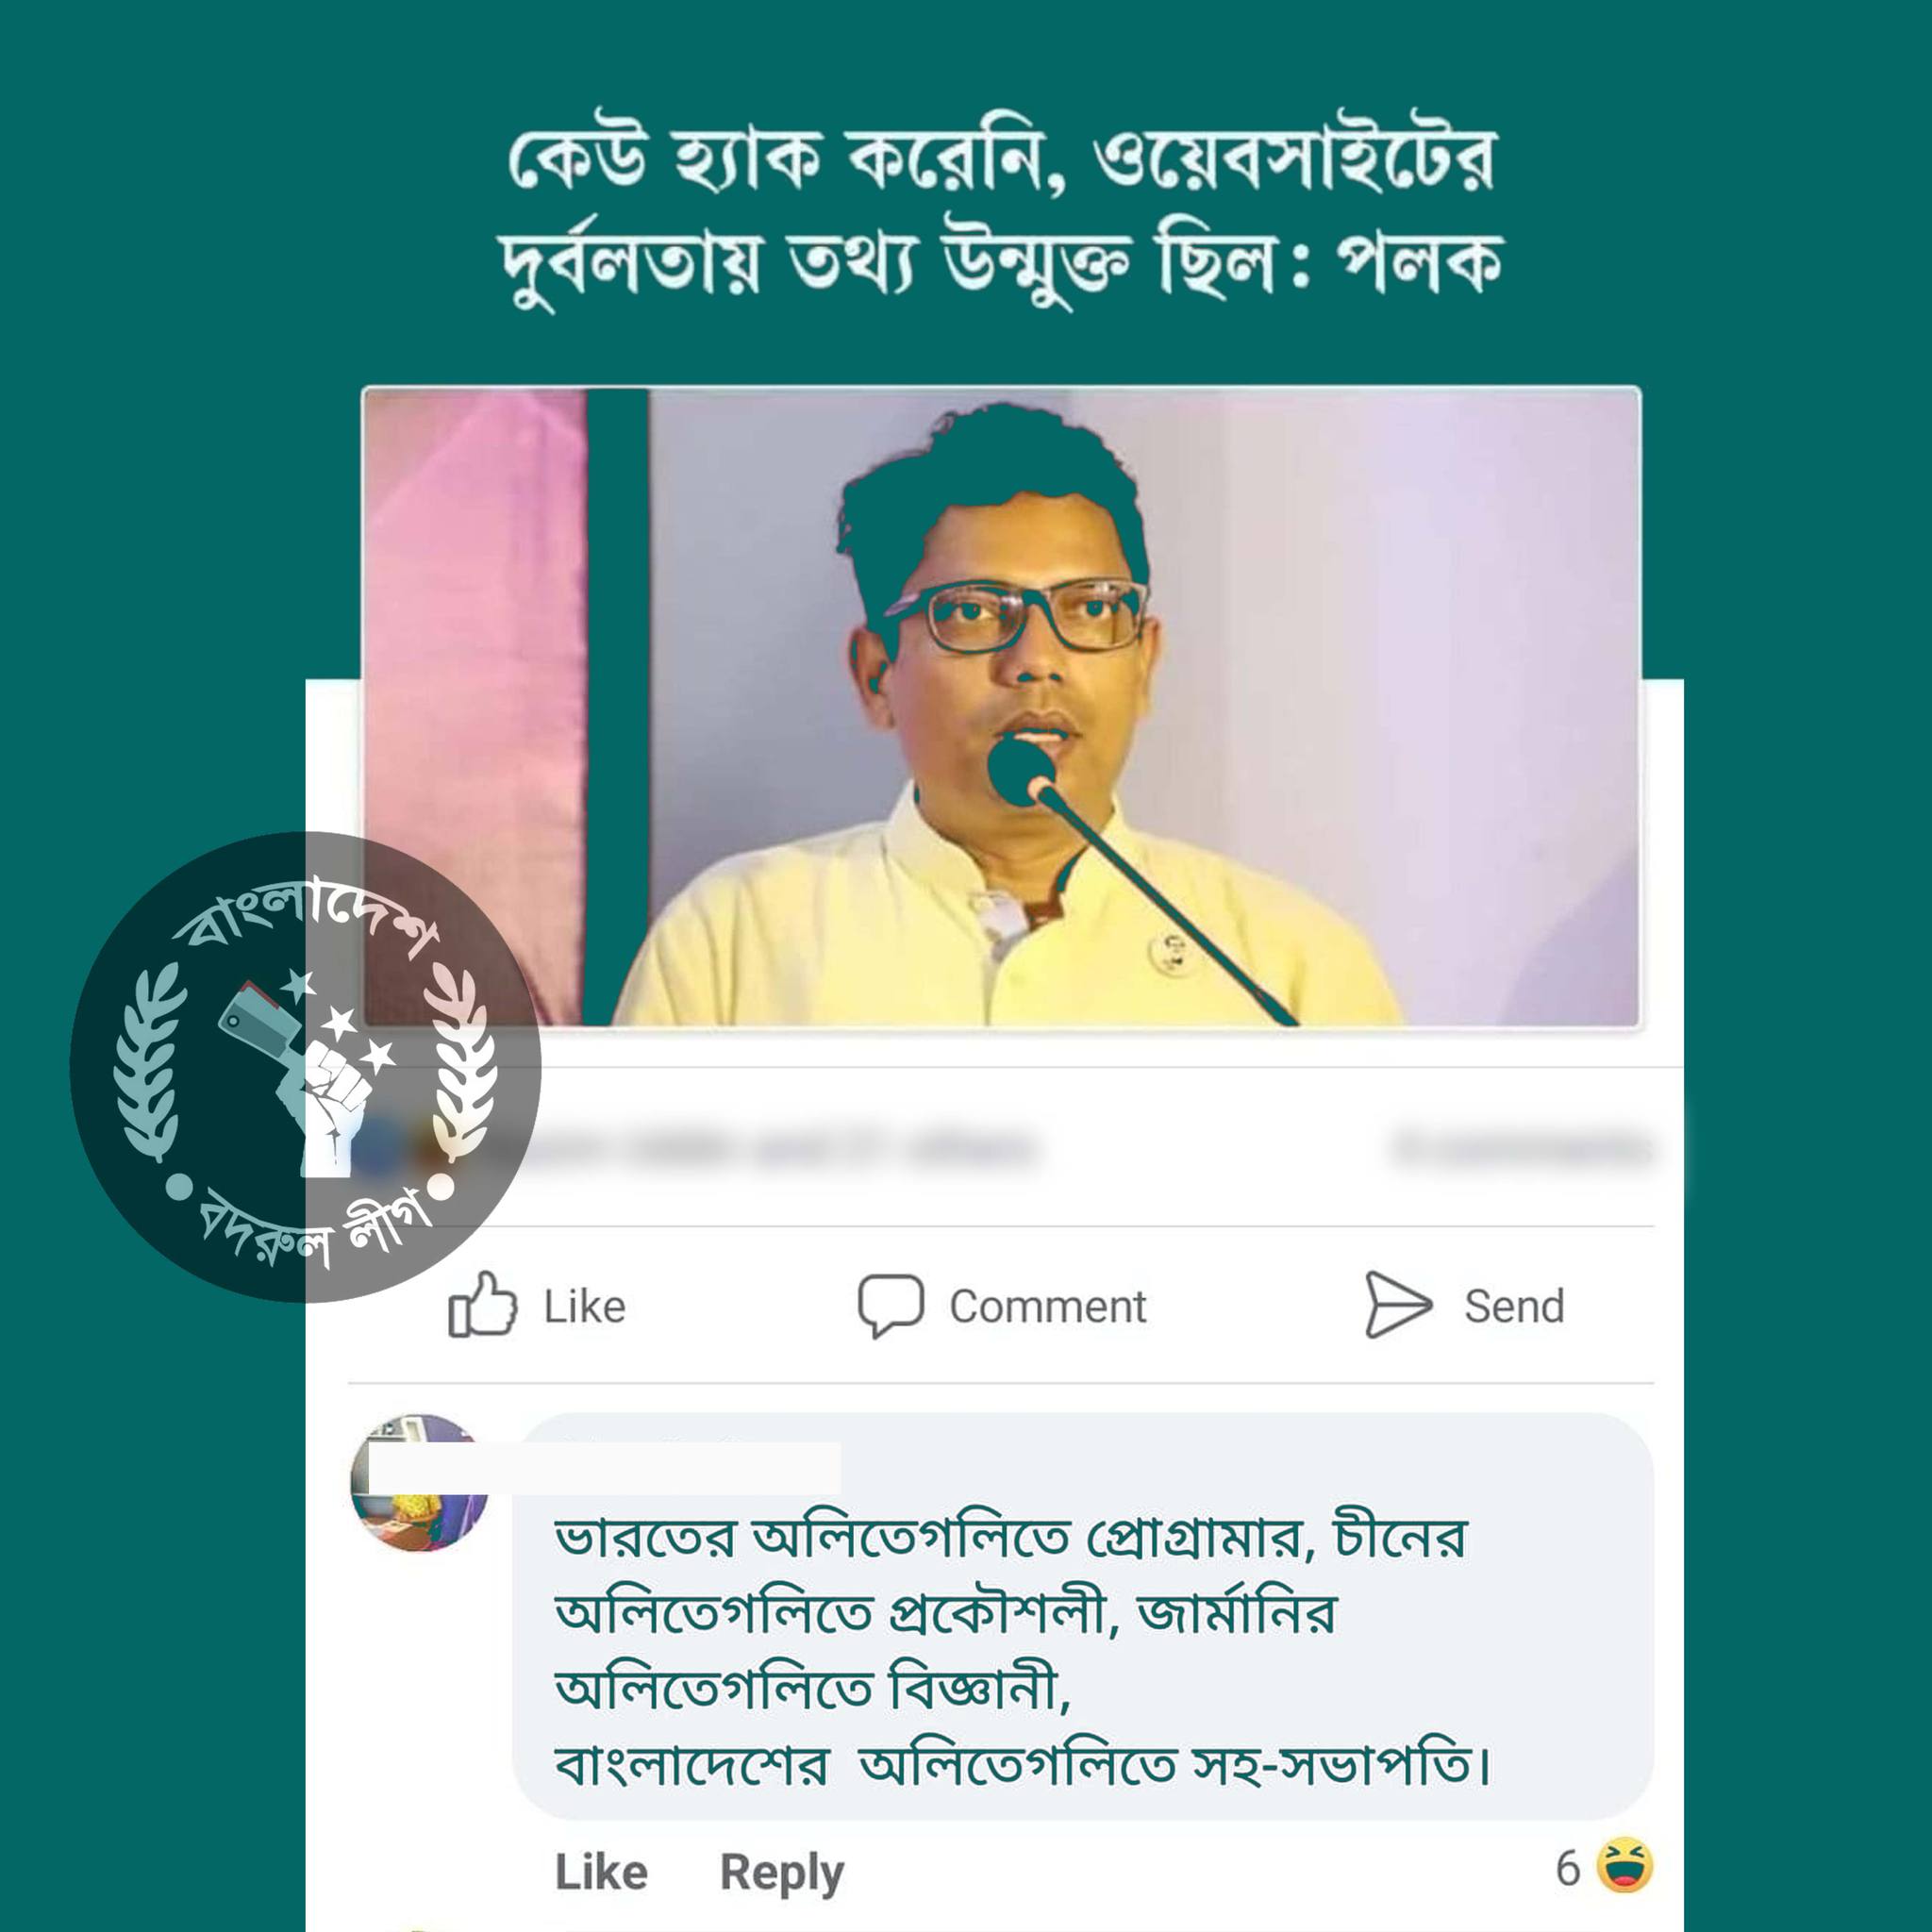 কেউ হ্যাক করেনি, ওয়েবসাইটের
দুর্বলতায় তথ্য উন্মুক্ত ছিল: পলক
বাংলাদেশ
বদরুল লীগ
Like Comment Send
ভারতের অলিতেগলিতে প্রোগ্রামার, চীনের
অলিতেগলিতে প্রকৌশলী, জার্মানির
অলিতেগলিতে বিজ্ঞানী,
বাংলাদেশের অলিতেগলিতে সহ-সভাপতি।
Like Reply 6